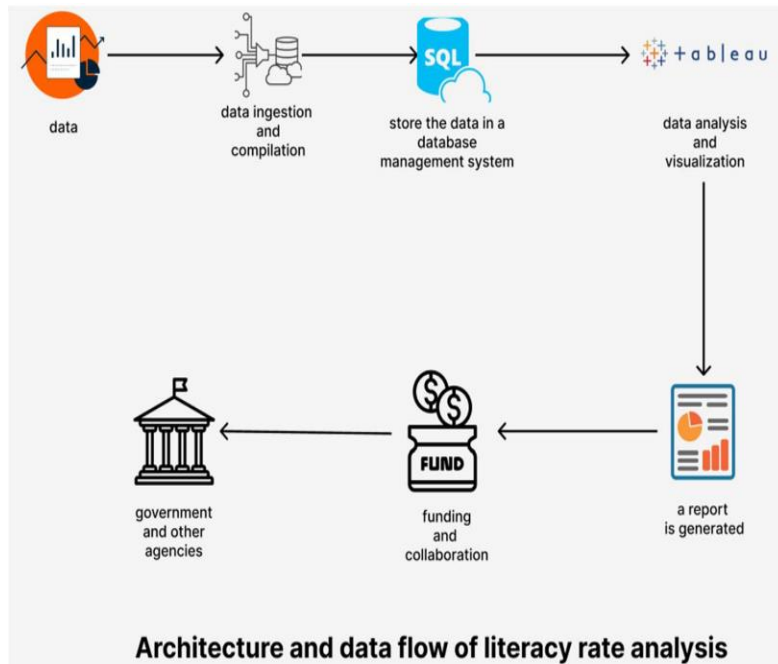 data
data ingestion
and
compilation
SQL
store the data in a
database
management system
+ a b | e a u
data analysis
and
visualization
government
and other
agencies
$
$
FUND
funding
and
collaboration
a report
is generated
Architecture and data flow of literacy rate analysis